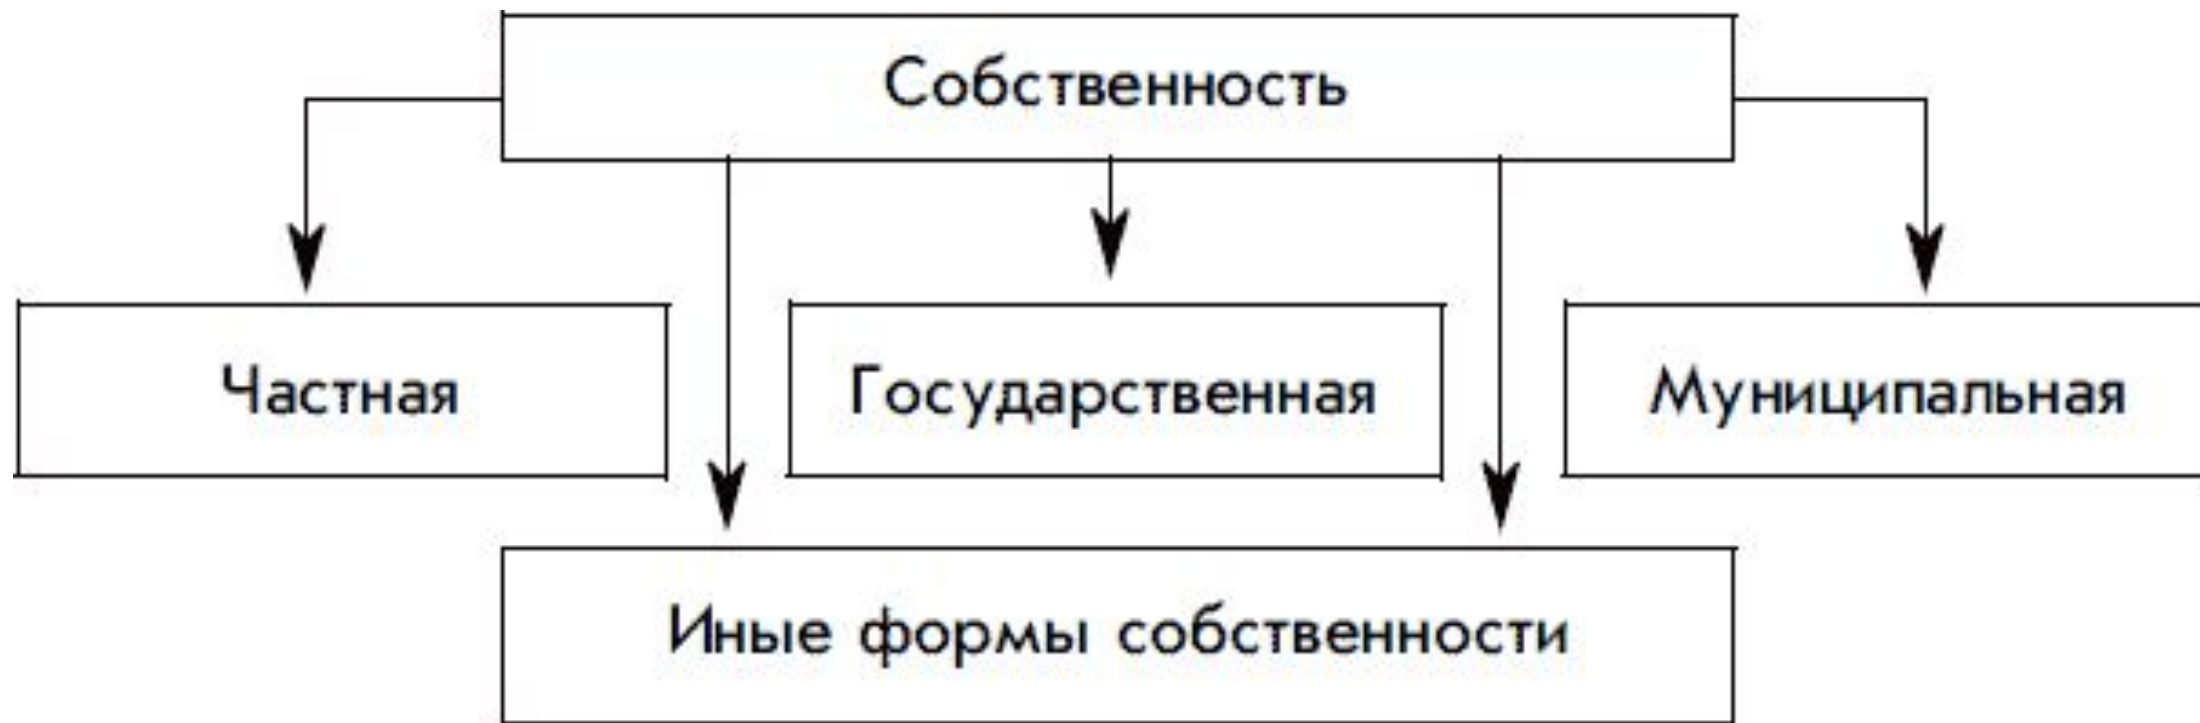 Собственность
Частная
Государственная
Муниципальная
Иные формы собственности